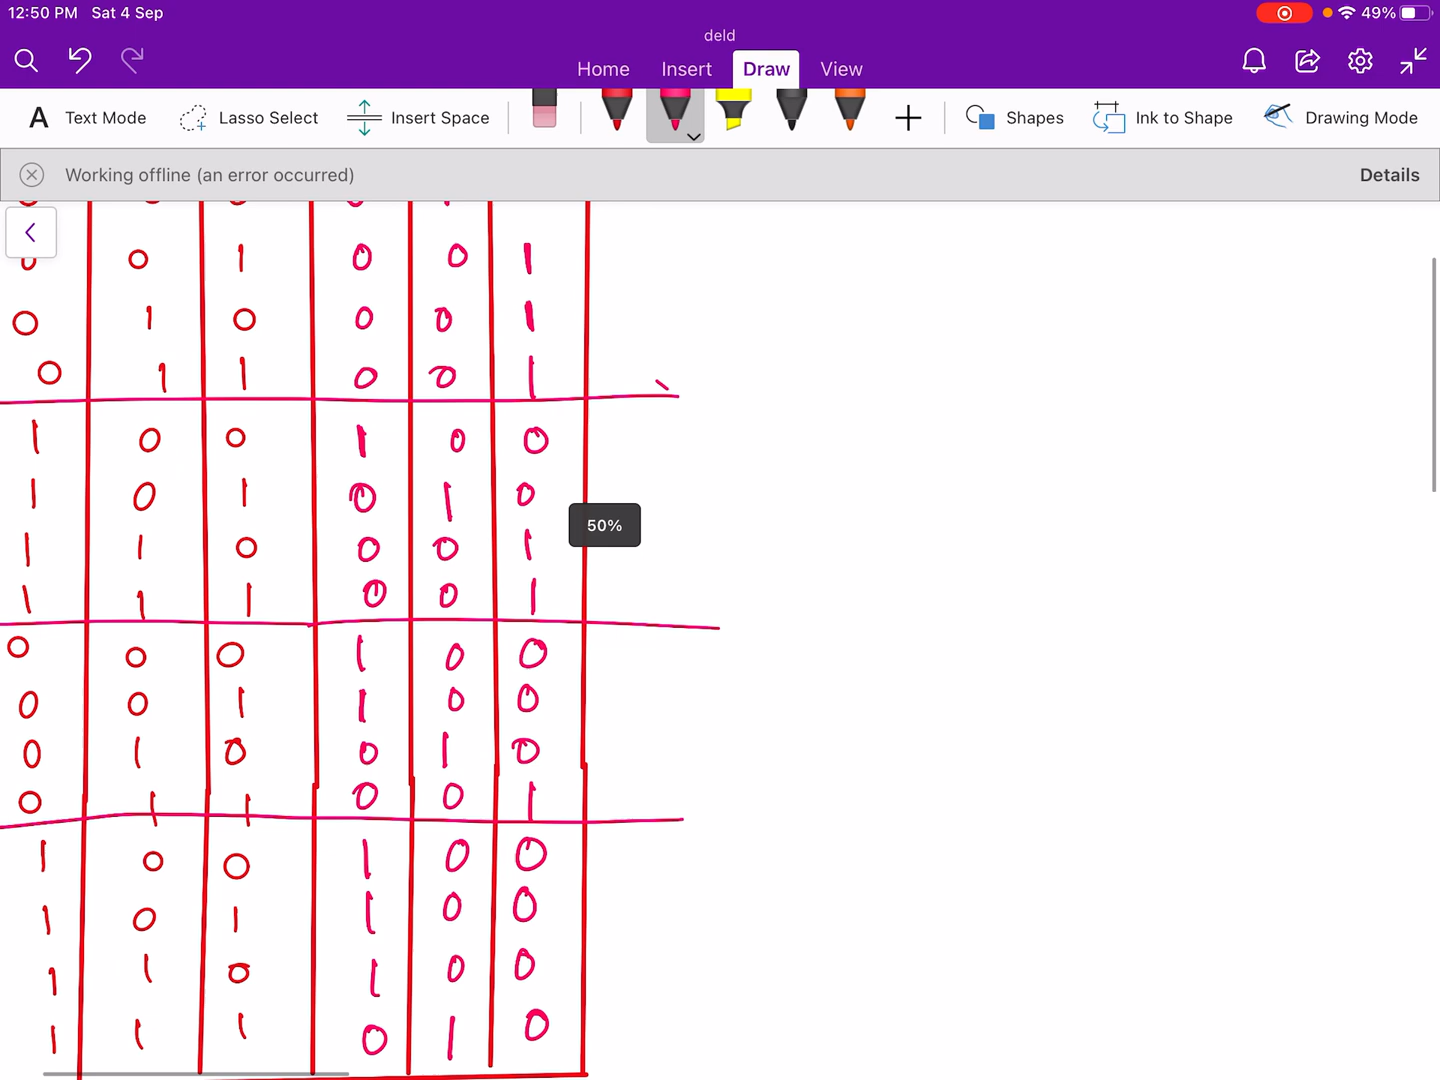 12:50 PM Sat 4 Sep 49%
deld
Home Insert Draw View
A Text Mode Lasso Select Insert Space Shapes Ink to Shape Drawing Mode
Working offline (an error occurred) Details
0 0 1 0 0 1
0 1 0 0 0 1
0 1 1 0 0 1
1 0 0 1 0 0
1 0 1 0 1 0
50%
1 1 0 0 0 1
1 1 1 0 0 1
0 0 0 1 0 0
0 0 1 1 0 0
0 1 0 0 1 0
0 1 1 0 0 1
1 0 0 1 0 0
1 0 1 1 0 0
1 1 0 1 0 0
1 1 1 0 1 0